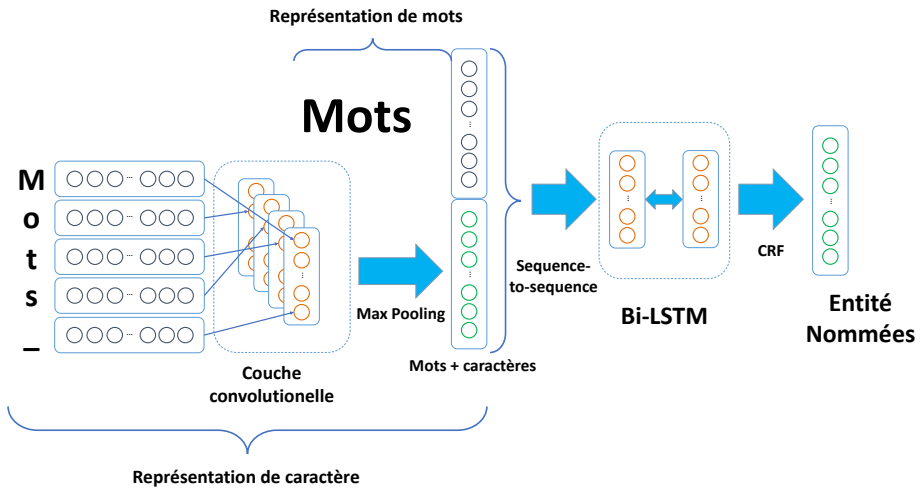 Représentation de mots
Mots
M
o
t
s
_
Max Pooling
Sequence-
to-sequence
CRF
Bi-LSTM
Entité
Nommées
Mots + caractères
Couche
convolutionelle
Représentation de caractère